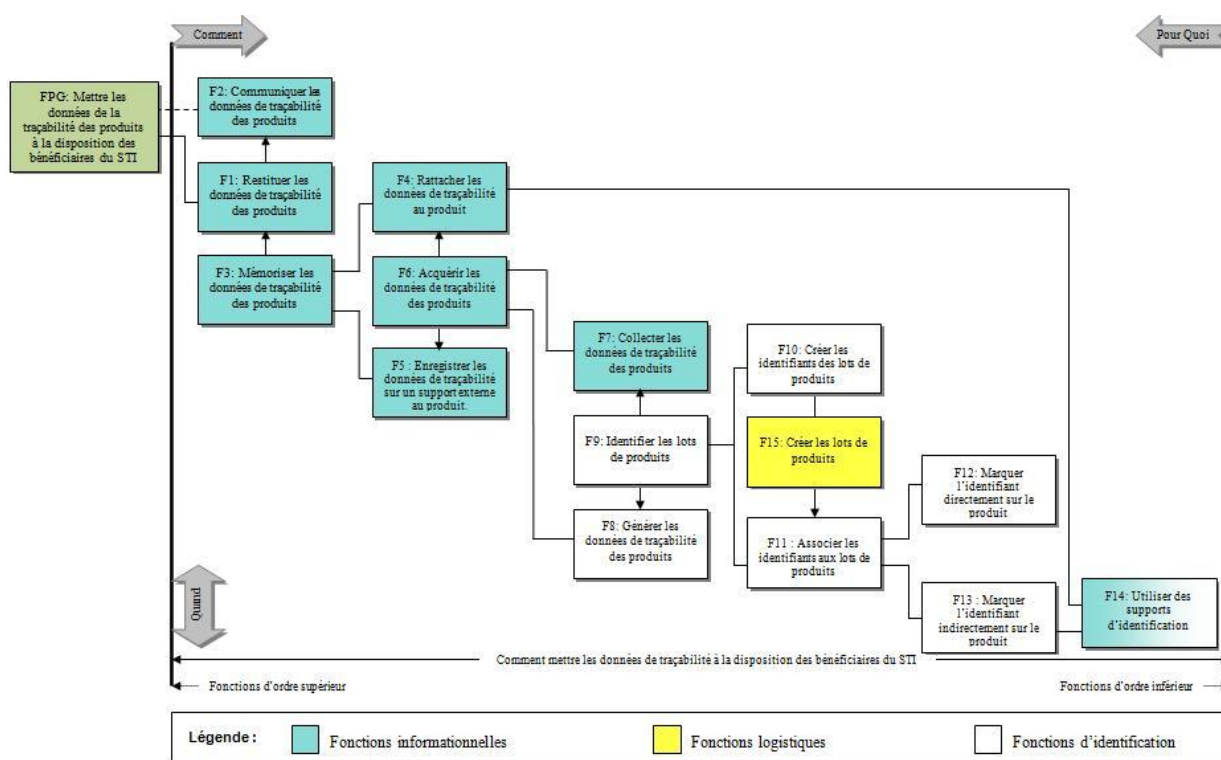 Comment
Pour Quoi
FPG: Mettre les
données de la
traçabilité des produits
à la disposition des
bénéficiaires du STI
F2: Communiquer les
données de traçabilité
des produits
F1: Restituer les
données de traçabilité
des produits
F4: Rattacher les
données de traçabilité
au produit
F3: Mémoriser les
données de traçabilité
des produits
F6: Acquérir les
données de traçabilité
des produits
F5 : Enregistrer les
données de traçabilité
sur un support externe
au produit.
F7: Collecter les
données de traçabilité
des produits
F10: Créer les
identifiants des lots de
produits
F9: Identifier les lots
de produits
F15: Créer les lots de
produits
F12: Marquer
l'identifiant
directement sur le
produit
F8: Générer les
données de traçabilité
des produits
F11 : Associer les
identifiants aux lots de
produits
F13 : Marquer
l'identifiant
indirectement sur le
produit
F14: Utiliser des
supports
d'identification
Quand
Comment mettre les données de traçabilité à la disposition des bénéficiaires du STI
Fonctions d'ordre supérieur
Fonctions d'ordre inférieur
Légende :
Fonctions informationnelles
Fonctions logistiques
Fonctions d'identification